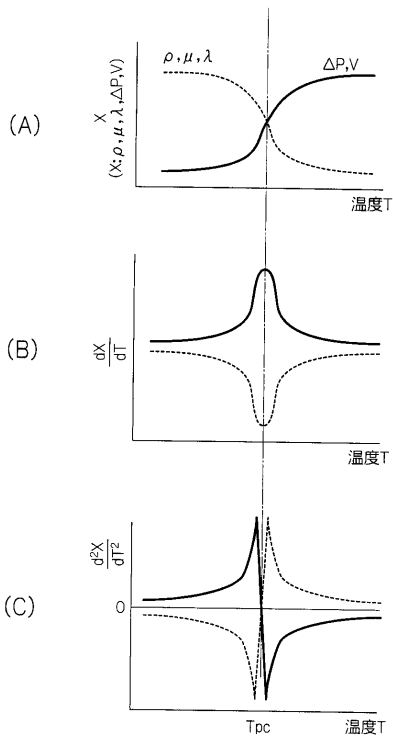 ρ, μ, λ
ΔP,V
(A)
X
(X:ρ,μ,λ,ΔP,V)
温度T
(B)
dX
dT
温度T
(C)
d²X
dT²
0
Tpc
温度T